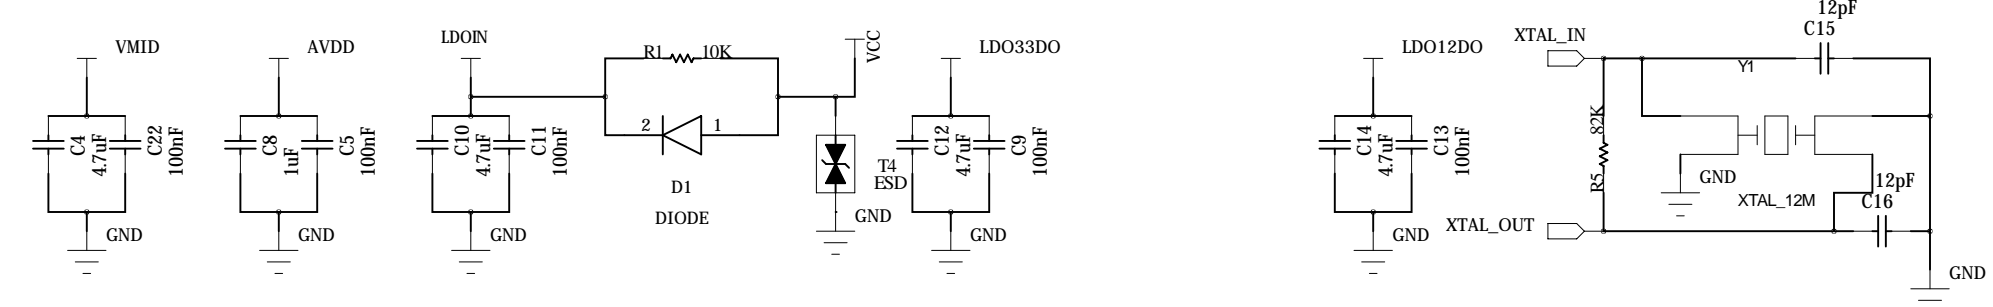 VMID
C4
4.7uF
C22
100nF
GND
AVDD
C8
1uF
C5
100nF
GND
LDOIN
C10
4.7uF
C11
100nF
GND
R1 10K
2 1
D1
DIODE
VCC
T4
ESD
GND
LDO33DO
C12
4.7uF
C9
100nF
GND
LDO12DO
C14
4.7uF
C13
100nF
GND
XTAL_IN
12pF
C15
Y1
82K
R5
GND
XTAL_12M
12pF
C16
XTAL_OUT
GND